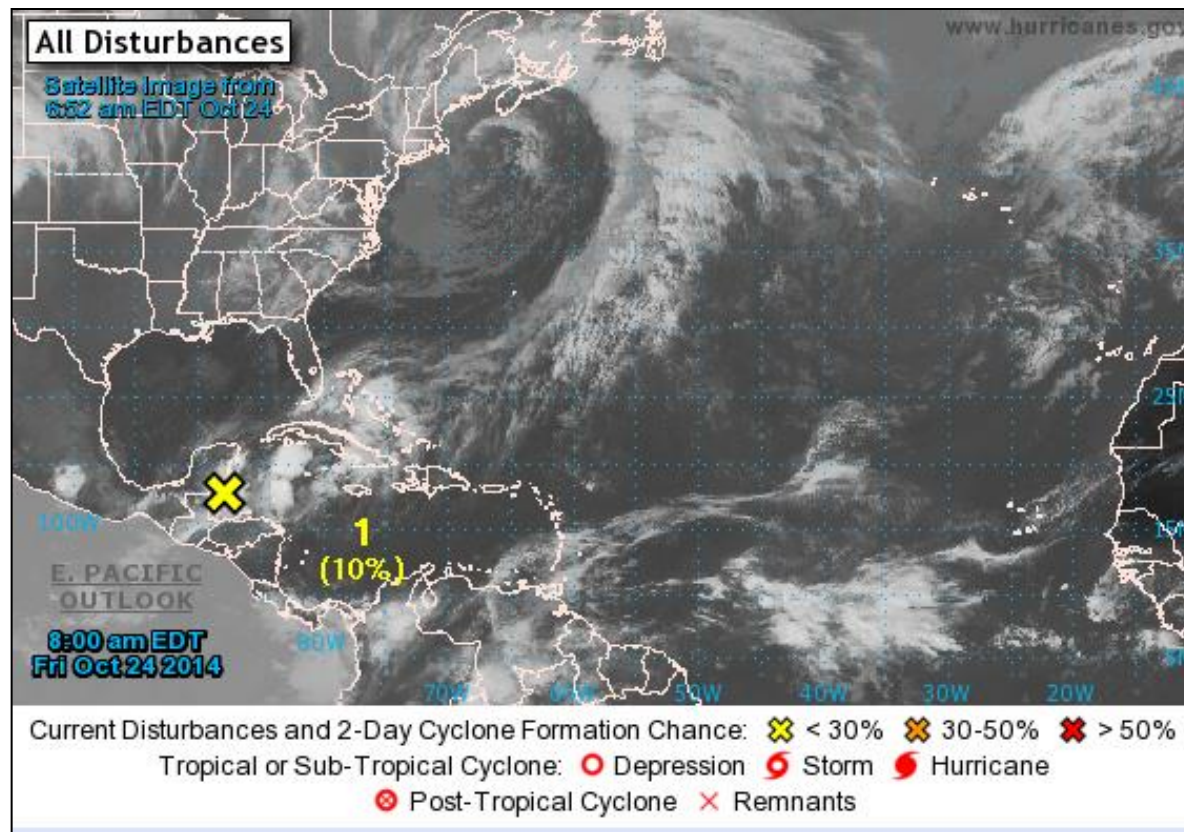 All Disturbances
www.hurricanes.gov
Satellite Image from
6:52 am EDT Oct 24
35N
25N
100W
15N
1
(10%)
E. PACIFIC
OUTLOOK
8:00 am EDT
Fri Oct 24 2014
80W
5N
70W 60W 50W 40W 30W 20W
Current Disturbances and 2-Day Cyclone Formation Chance: < 30% 30-50% > 50%
Tropical or Sub-Tropical Cyclone: Depression Storm Hurricane
Post-Tropical Cyclone Remnants